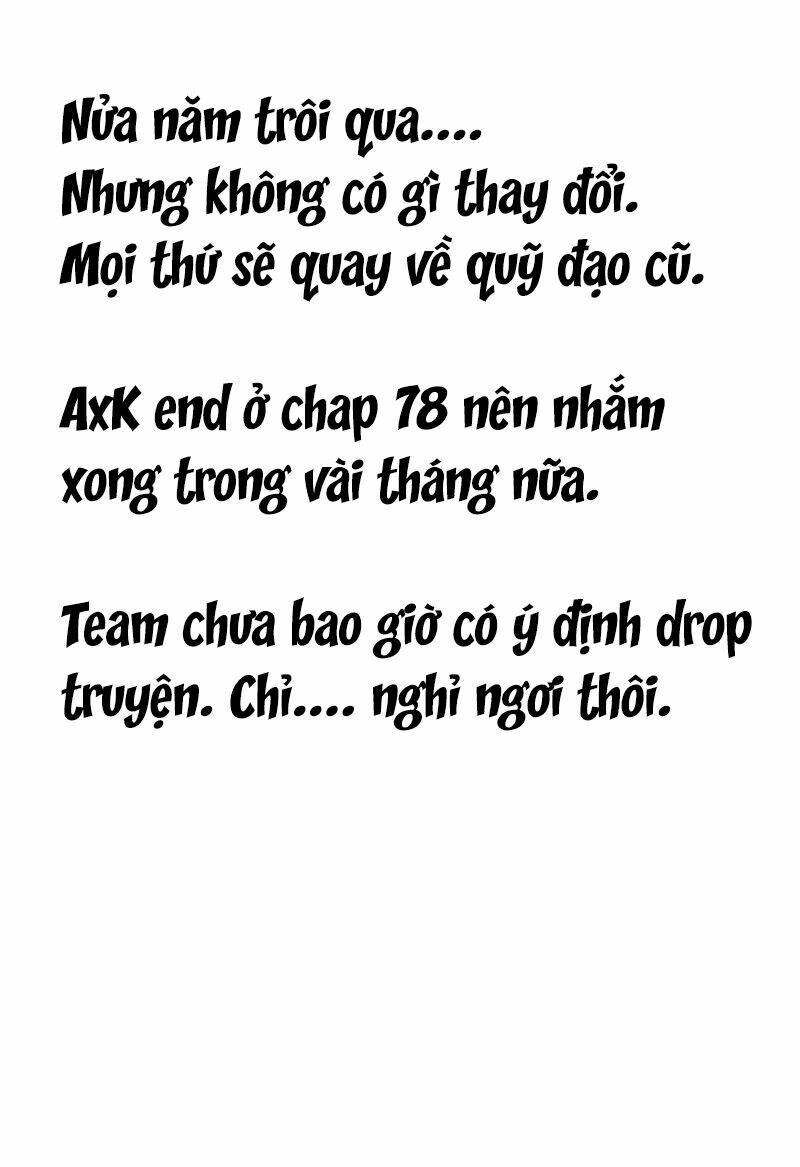 Nửa năm trôi qua....
Nhưng không có gì thay đổi.
Mọi thứ sẽ quay về quỹ đạo cũ.
AxK end ở chap 78 nên nhắm
xong trong vài tháng nữa.
Team chưa bao giờ có ý định drop
truyện. Chỉ.... nghỉ ngơi thôi.